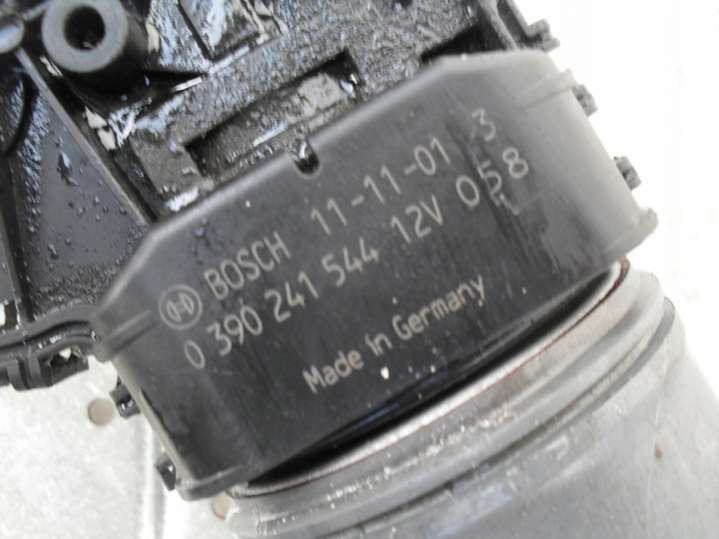 BOSCH 11-11-01 3
0 390 241 544 12V 058
Made in Germany